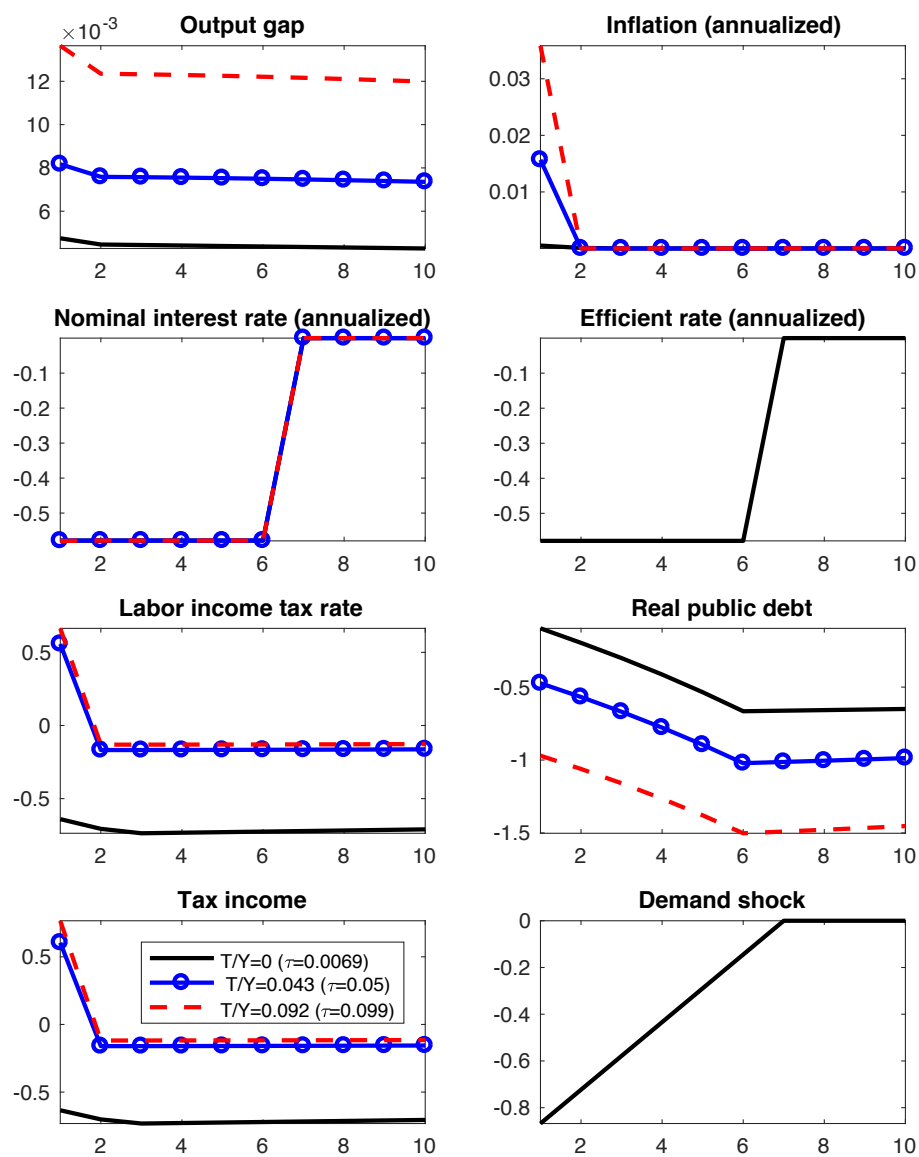 Output gap
×10^-3
12
10
8
6
2 4 6 8 10
Inflation (annualized)
0.03
0.02
0.01
2 4 6 8 10
Nominal interest rate (annualized)
-0.1
-0.2
-0.3
-0.4
-0.5
2 4 6 8 10
Efficient rate (annualized)
-0.1
-0.2
-0.3
-0.4
-0.5
2 4 6 8 10
Labor income tax rate
0.5
0
-0.5
2 4 6 8 10
Real public debt
-0.5
-1
-1.5
2 4 6 8 10
Tax income
0.5
0
-0.5
T/Y=0 (τ=0.0069)
T/Y=0.043 (τ=0.05)
T/Y=0.092 (τ=0.099)
2 4 6 8 10
Demand shock
0
-0.2
-0.4
-0.6
-0.8
2 4 6 8 10